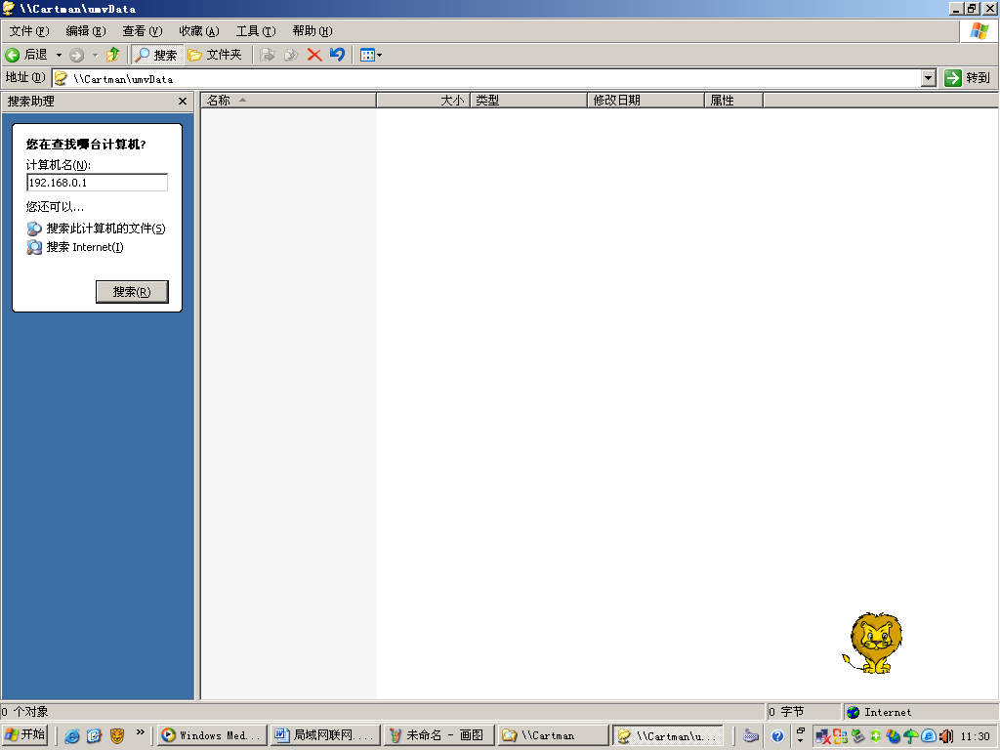 \\Cartman\umvData
文件(F) 编辑(E) 查看(V) 收藏(A) 工具(T) 帮助(H)
后退 搜索 文件夹
地址(D) \\Cartman\umvData 转到
搜索助理
名称 大小 类型 修改日期 属性
您在查找哪台计算机?
计算机名(N):
192.168.0.1
您还可以...
搜索此计算机的文件(S)
搜索 Internet(I)
搜索(R)
0 个对象 0 字节 Internet
开始 » Windows Med... 局域网联网.... 未命名 - 画图 \\Cartman \\Cartman\u... 11:30